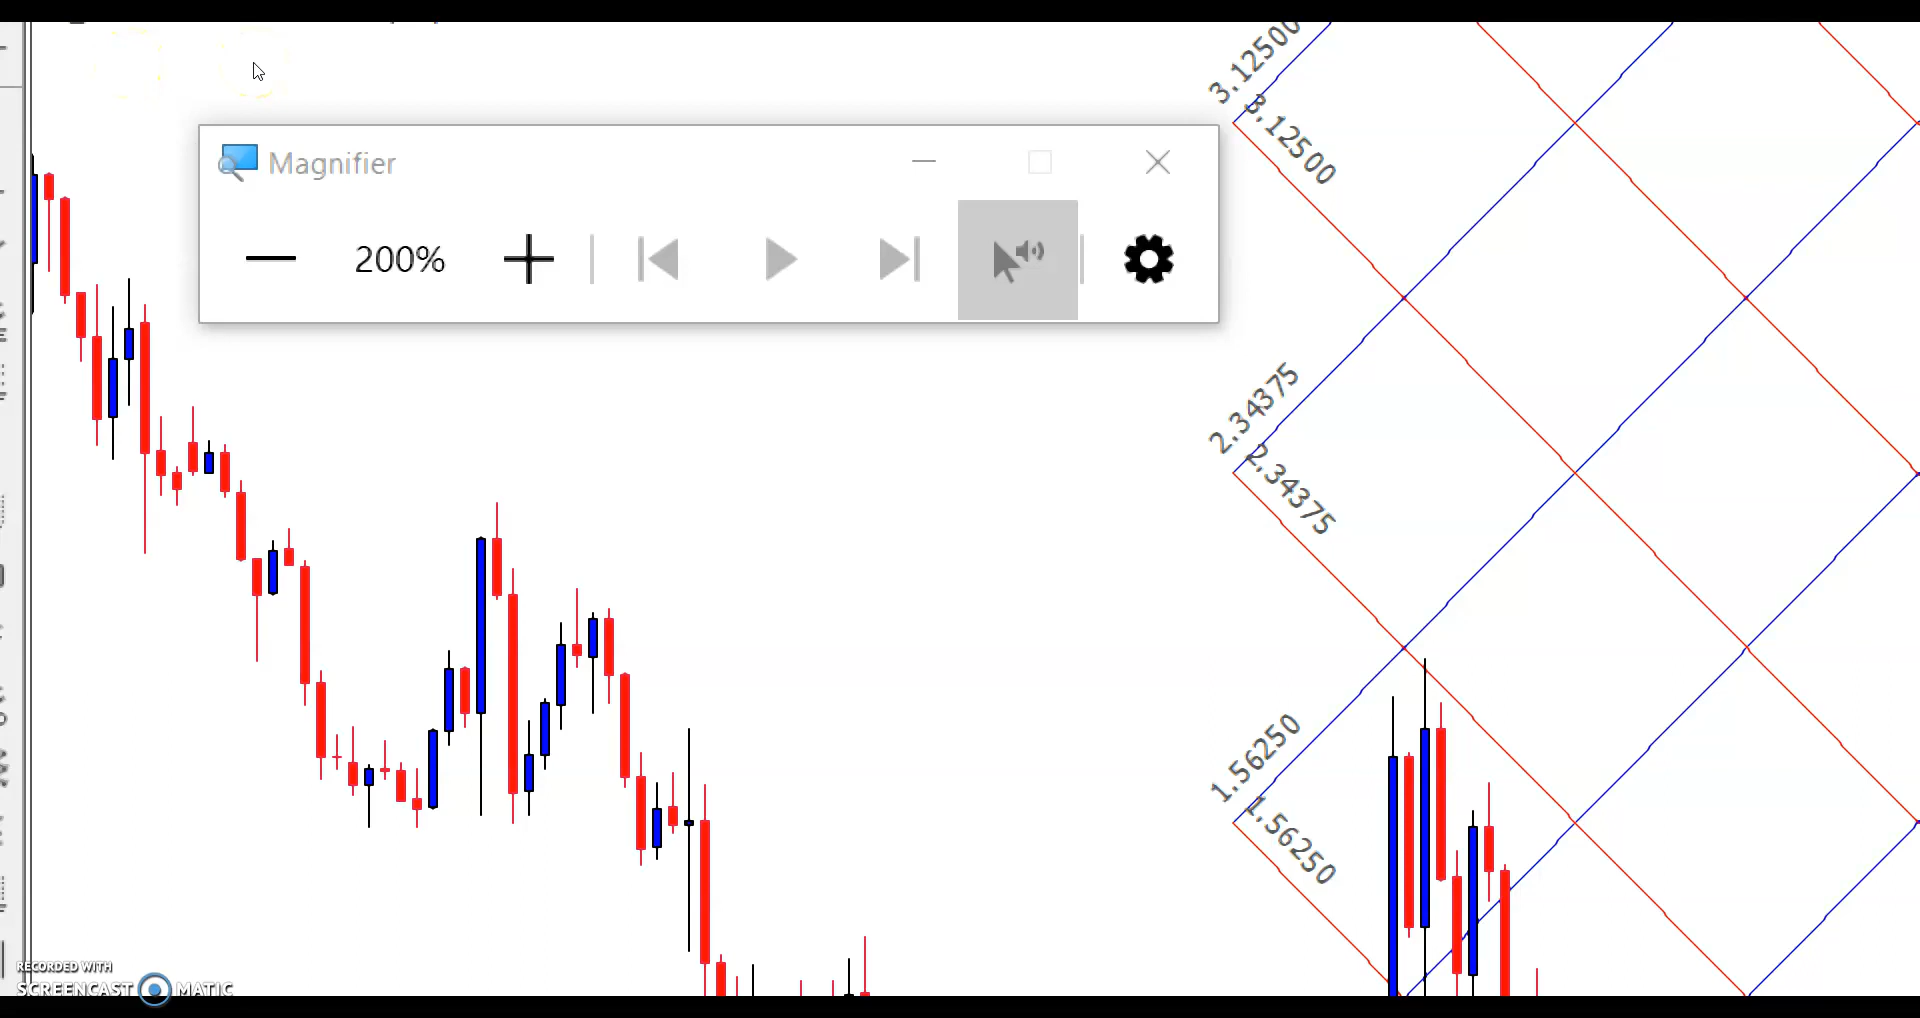 3.12500
3.12500
Magnifier
200%
2.34375
2.34375
1.56250
1.56250
RECORDED WITH
SCREENCAST MATIC